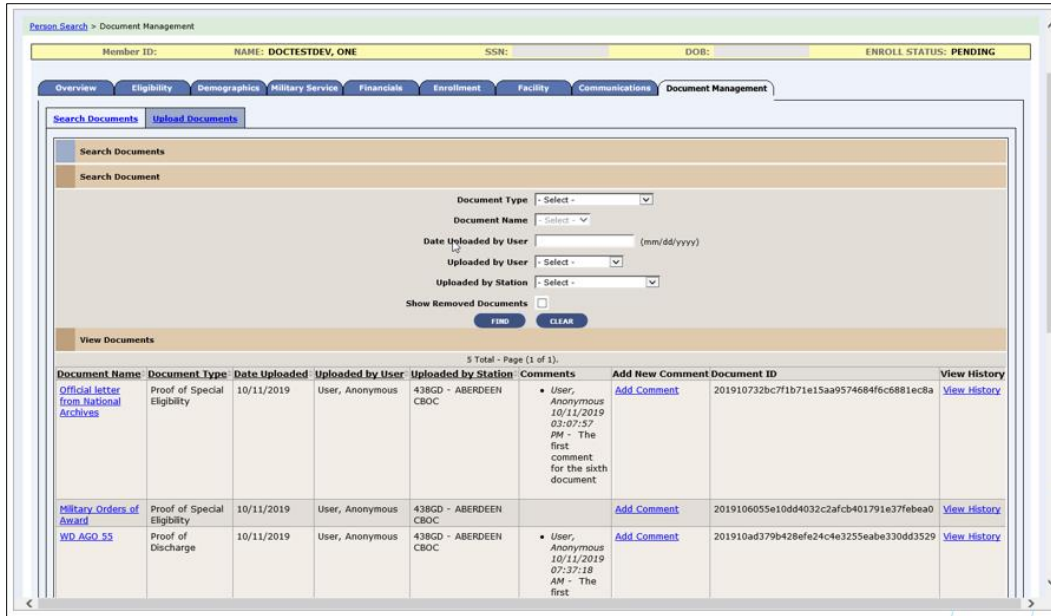 Person Search > Document Management
Member ID: NAME: DOCTESTDEV, ONE SSN: DOB: ENROLL STATUS: PENDING
Overview Eligibility Demographics Military Service Financials Enrollment Facility Communications Document Management
Search Documents Upload Documents
Search Documents
Search Document
Document Type - Select -
Document Name - Select -
Date Uploaded by User (mm/dd/yyyy)
Uploaded by User - Select -
Uploaded by Station - Select -
Show Removed Documents
FIND CLEAR
View Documents
5 Total - Page (1 of 1).
Document Name Document Type Date Uploaded Uploaded by User Uploaded by Station Comments Add New Comment Document ID View History
Official letter Proof of Special 10/11/2019 User, Anonymous 438GD - ABERDEEN • User, Add Comment 201910732bc7f1b71e15aa9574684f6c6881ec8a View History
from National Eligibility CBOC Anonymous
Archives 10/11/2019
03:07:57
PM - The
first
comment
for the sixth
document
Military Orders of Proof of Special 10/11/2019 User, Anonymous 438GD - ABERDEEN Add Comment 2019106055e10dd4032c2afcb401791e37febea0 View History
Award Eligibility CBOC
WD AGO 55 Proof of 10/11/2019 User, Anonymous 438GD - ABERDEEN • User, Add Comment 201910ad379b428efe24c4e3255eabe330dd3529 View History
Discharge CBOC Anonymous
10/11/2019
07:37:18
AM - The
first